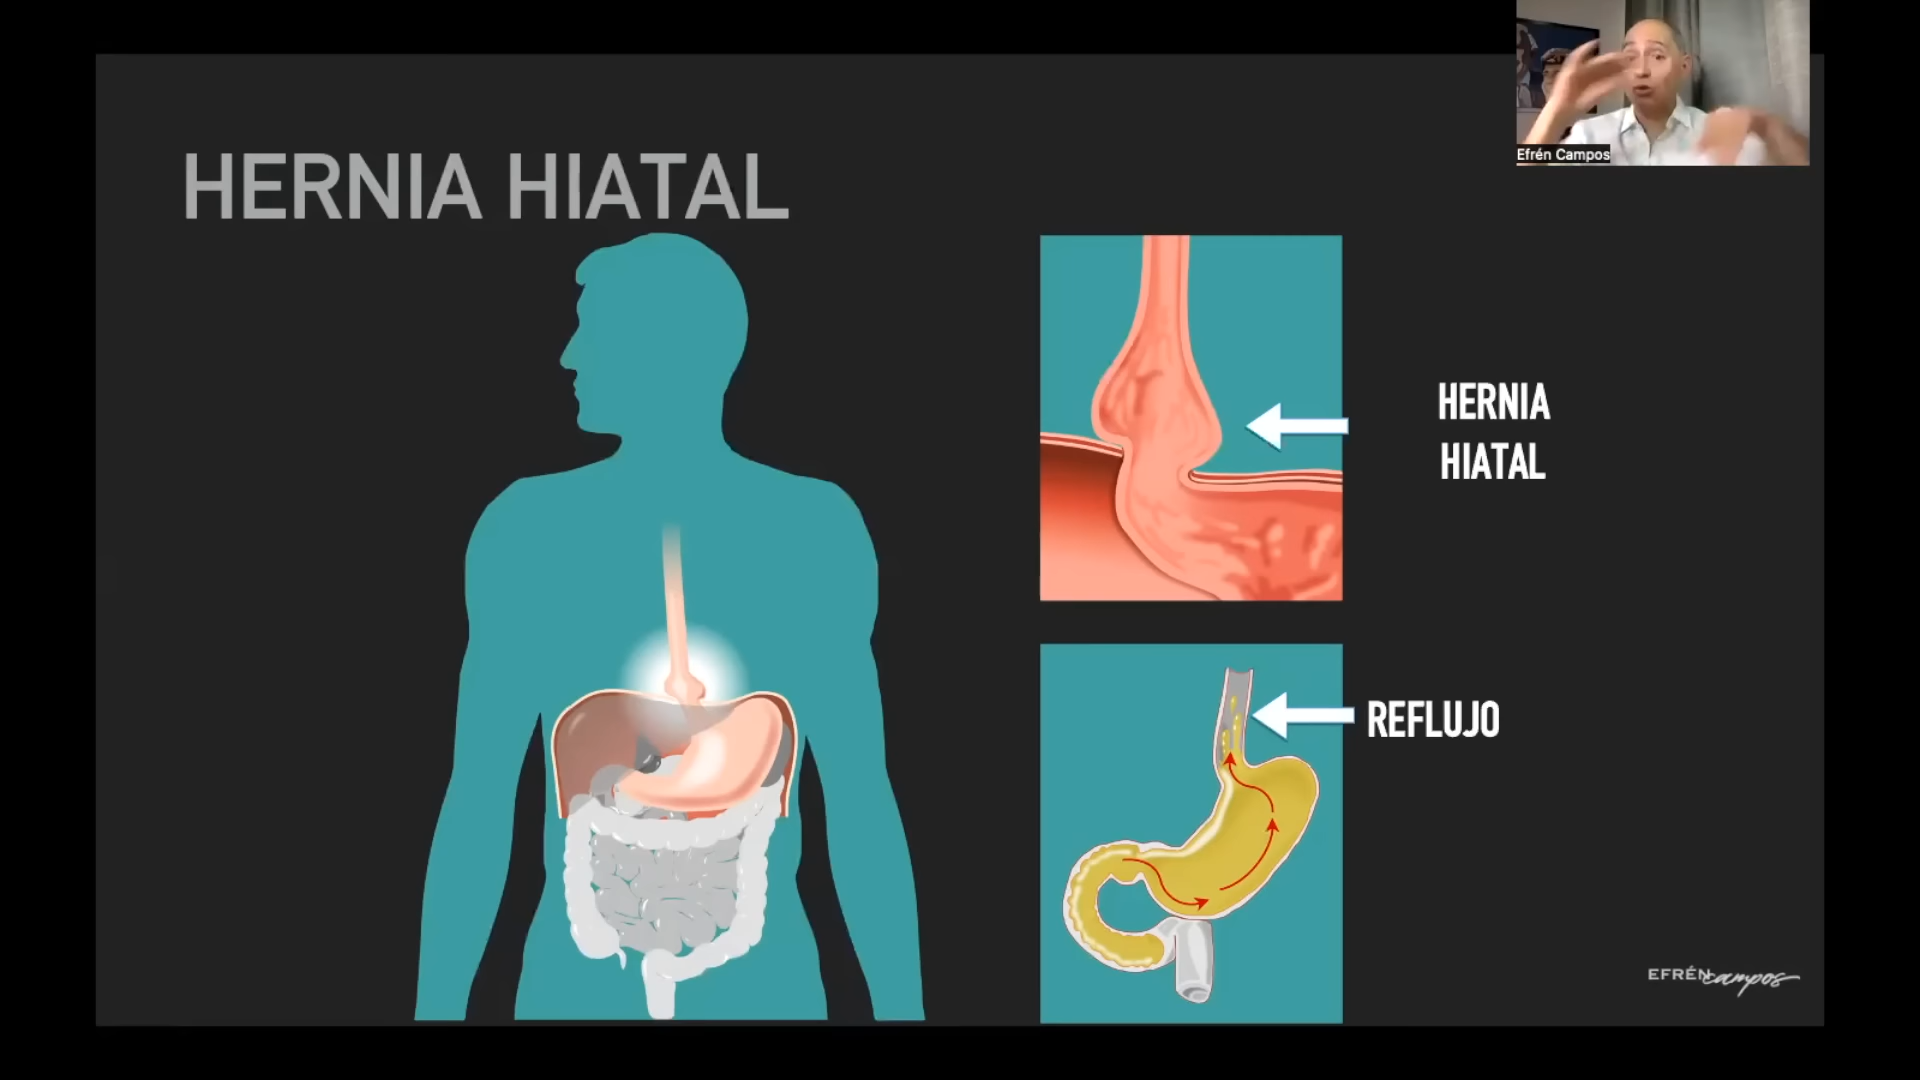 Efrén Campos
HERNIA HIATAL
HERNIA
HIATAL
REFLUJO
EFRÉN campos